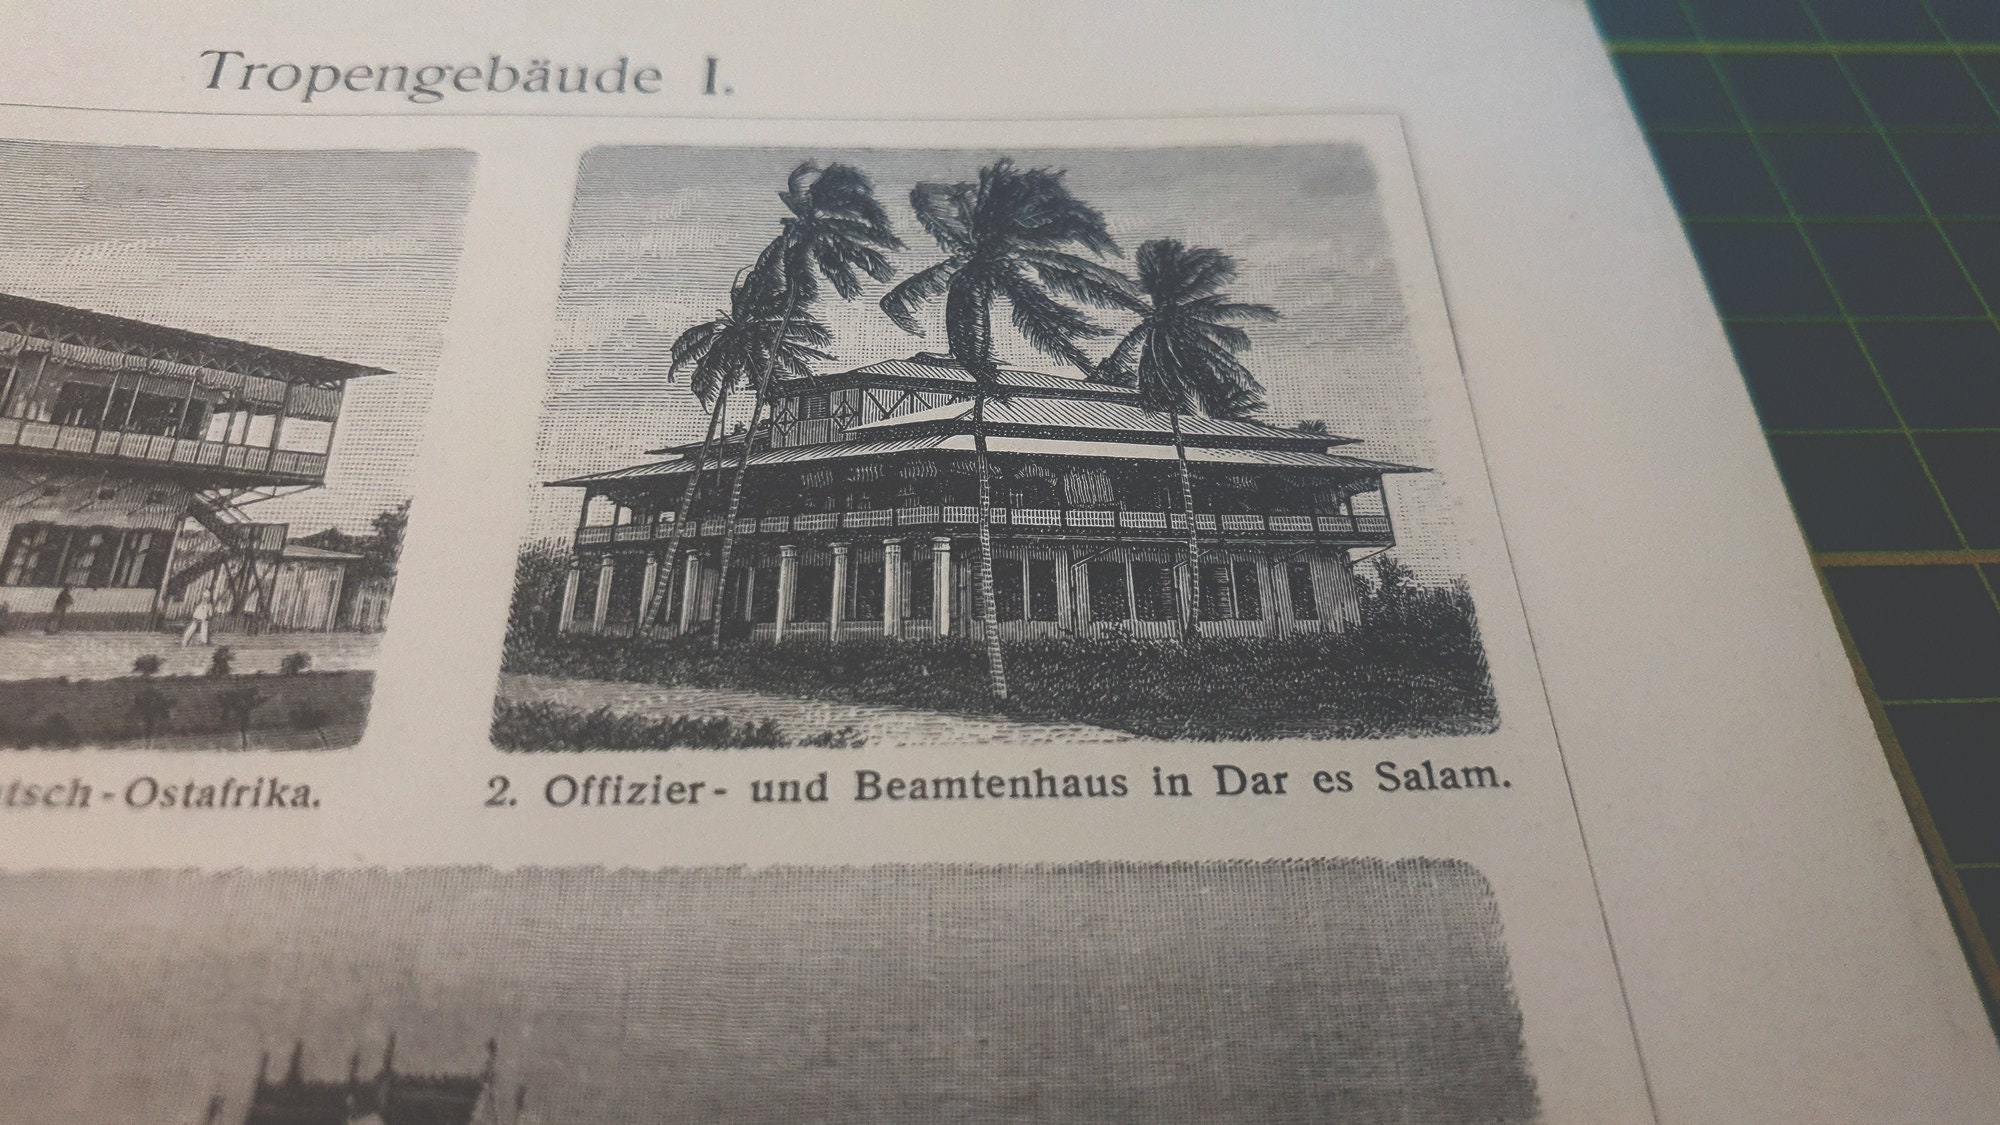 Tropengebäude I.
- Ostafrika.
2. Offizier- und Beamtenhaus in Dar es Salam.